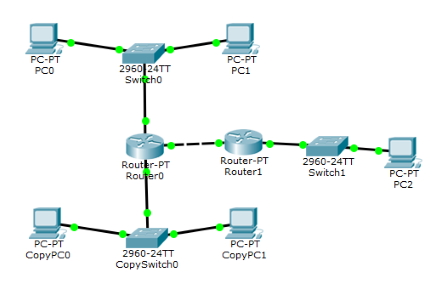 PC-PT
PC0
2960-24TT
Switch0
PC-PT
PC1
Router-PT
Router0
Router-PT
Router1
2960-24TT
Switch1
PC-PT
PC2
PC-PT
CopyPC0
2960-24TT
CopySwitch0
PC-PT
CopyPC1